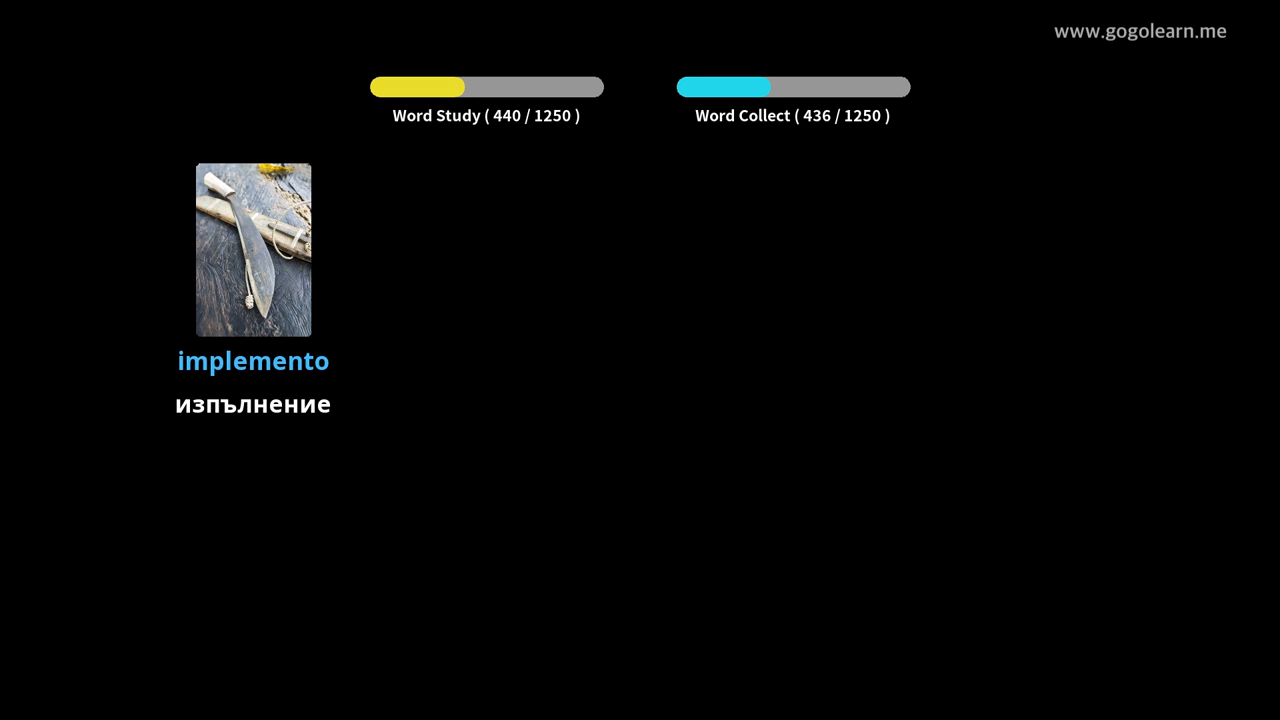 www.gogolearn.me
Word Study ( 440 / 1250 )
Word Collect ( 436 / 1250 )
implemento
изпълнение